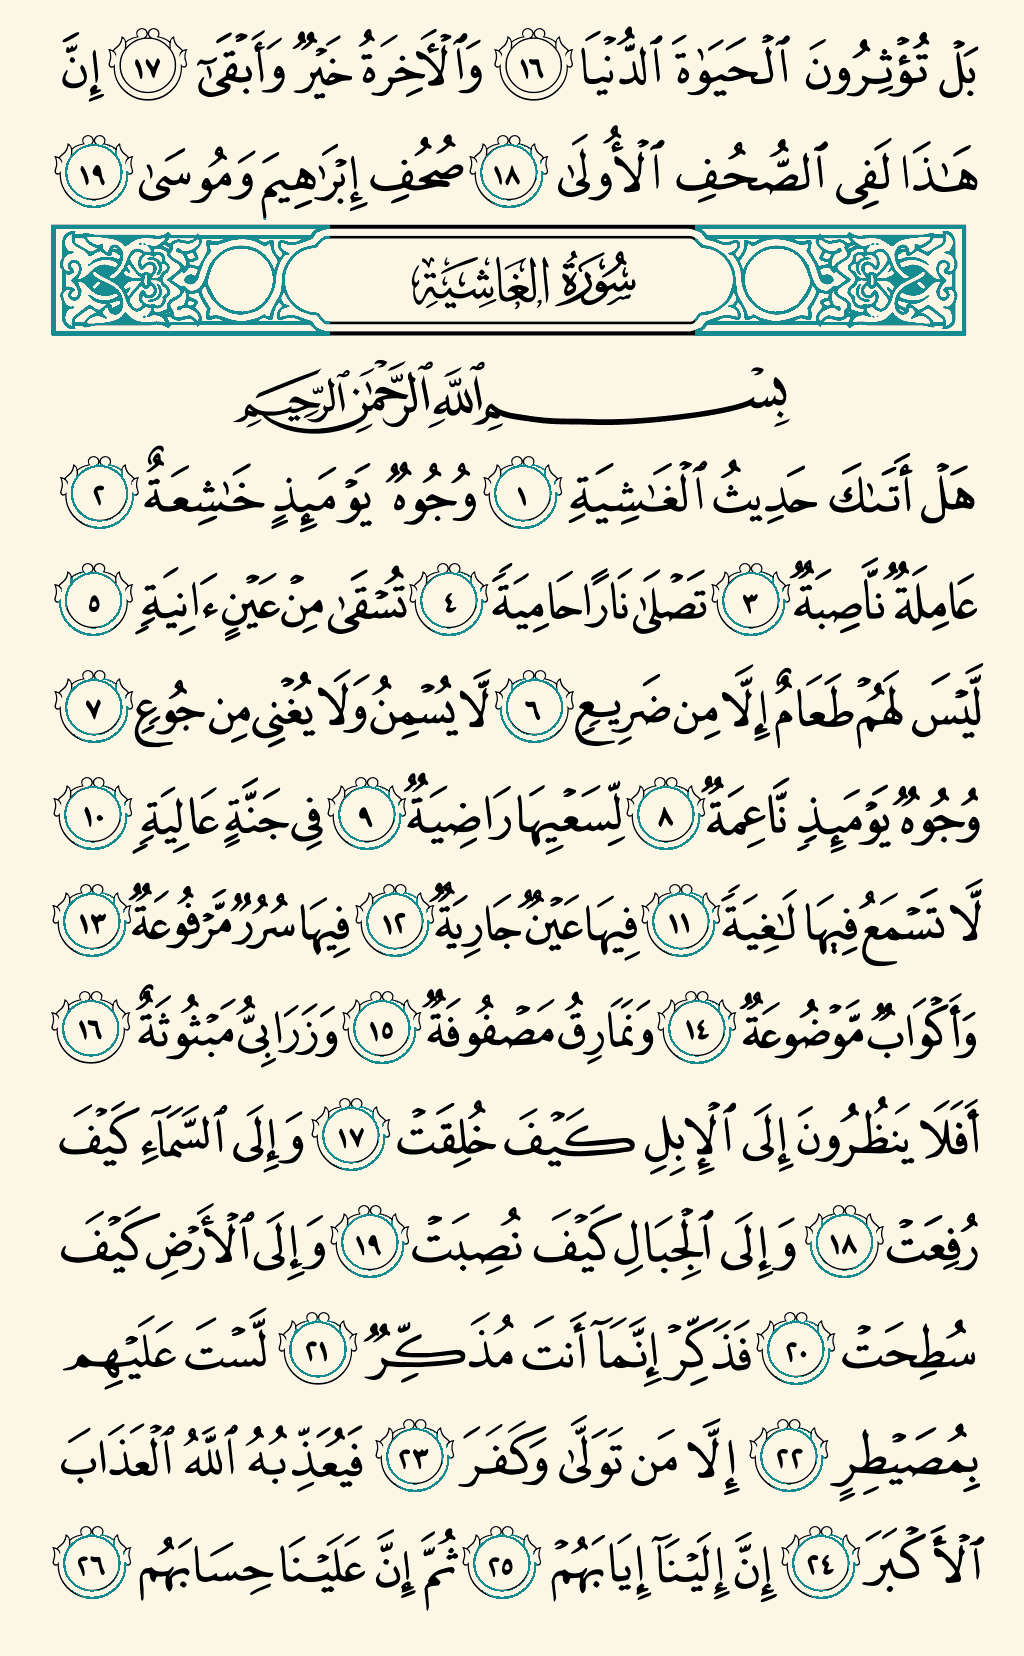 بَلْ تُؤْثِرُونَ ٱلْحَيَوٰةَ ٱلدُّنْيَا ١٦ وَٱلْـَٔاخِرَةُ خَيْرٌ وَأَبْقَىٰٓ ١٧ إِنَّ
هَـٰذَا لَفِى ٱلصُّحُفِ ٱلْأُولَىٰ ١٨ صُحُفِ إِبْرَٰهِيمَ وَمُوسَىٰ ١٩
سُورَةُ الغَاشِيَةِ
بِسْمِ ٱللَّهِ ٱلرَّحْمَـٰنِ ٱلرَّحِيمِ
هَلْ أَتَىٰكَ حَدِيثُ ٱلْغَـٰشِيَةِ ١ وُجُوهٌ يَوْمَئِذٍ خَـٰشِعَةٌ ٢
عَامِلَةٌ نَّاصِبَةٌ ٣ تَصْلَىٰ نَارًا حَامِيَةً ٤ تُسْقَىٰ مِنْ عَيْنٍ ءَانِيَةٍ ٥
لَّيْسَ لَهُمْ طَعَامٌ إِلَّا مِن ضَرِيعٍ ٦ لَّا يُسْمِنُ وَلَا يُغْنِى مِن جُوعٍ ٧
وُجُوهٌ يَوْمَئِذٍ نَّاعِمَةٌ ٨ لِّسَعْيِهَا رَاضِيَةٌ ٩ فِى جَنَّةٍ عَالِيَةٍ ١٠
لَّا تَسْمَعُ فِيهَا لَـٰغِيَةً ١١ فِيهَا عَيْنٌ جَارِيَةٌ ١٢ فِيهَا سُرُرٌ مَّرْفُوعَةٌ ١٣
وَأَكْوَابٌ مَّوْضُوعَةٌ ١٤ وَنَمَارِقُ مَصْفُوفَةٌ ١٥ وَزَرَابِىُّ مَبْثُوثَةٌ ١٦
أَفَلَا يَنظُرُونَ إِلَى ٱلْإِبِلِ كَيْفَ خُلِقَتْ ١٧ وَإِلَى ٱلسَّمَآءِ كَيْفَ
رُفِعَتْ ١٨ وَإِلَى ٱلْجِبَالِ كَيْفَ نُصِبَتْ ١٩ وَإِلَى ٱلْأَرْضِ كَيْفَ
سُطِحَتْ ٢٠ فَذَكِّرْ إِنَّمَآ أَنتَ مُذَكِّرٌ ٢١ لَّسْتَ عَلَيْهِم
بِمُصَيْطِرٍ ٢٢ إِلَّا مَن تَوَلَّىٰ وَكَفَرَ ٢٣ فَيُعَذِّبُهُ ٱللَّهُ ٱلْعَذَابَ
ٱلْأَكْبَرَ ٢٤ إِنَّ إِلَيْنَآ إِيَابَهُمْ ٢٥ ثُمَّ إِنَّ عَلَيْنَا حِسَابَهُم ٢٦